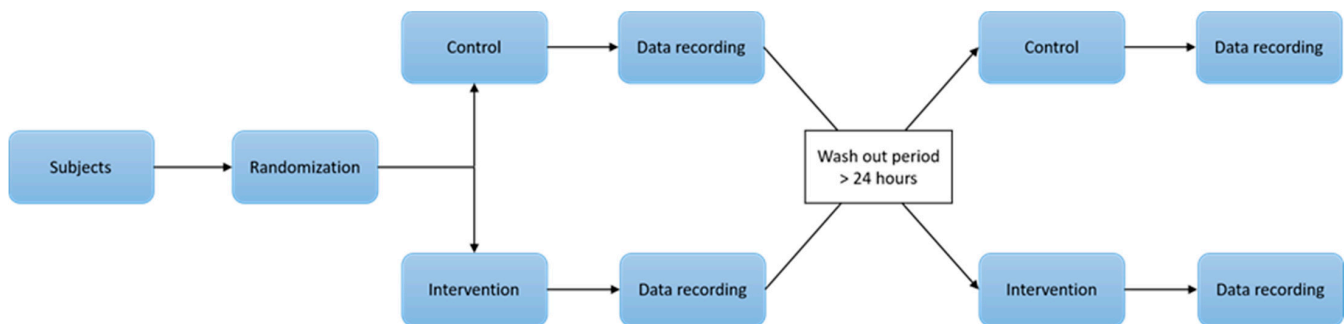 Control
Data recording
Control
Data recording
Subjects
Randomization
Wash out period
> 24 hours
Intervention
Data recording
Intervention
Data recording